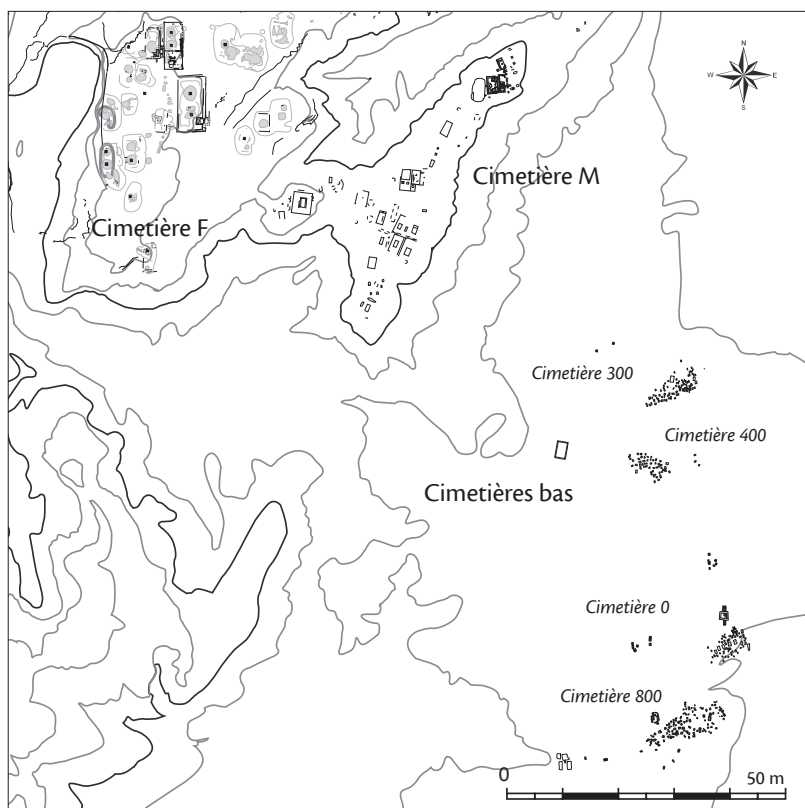 N
W E
S
Cimetière M
Cimetière F
Cimetière 300
Cimetière 400
Cimetières bas
Cimetière 0
Cimetière 800
0 50 m